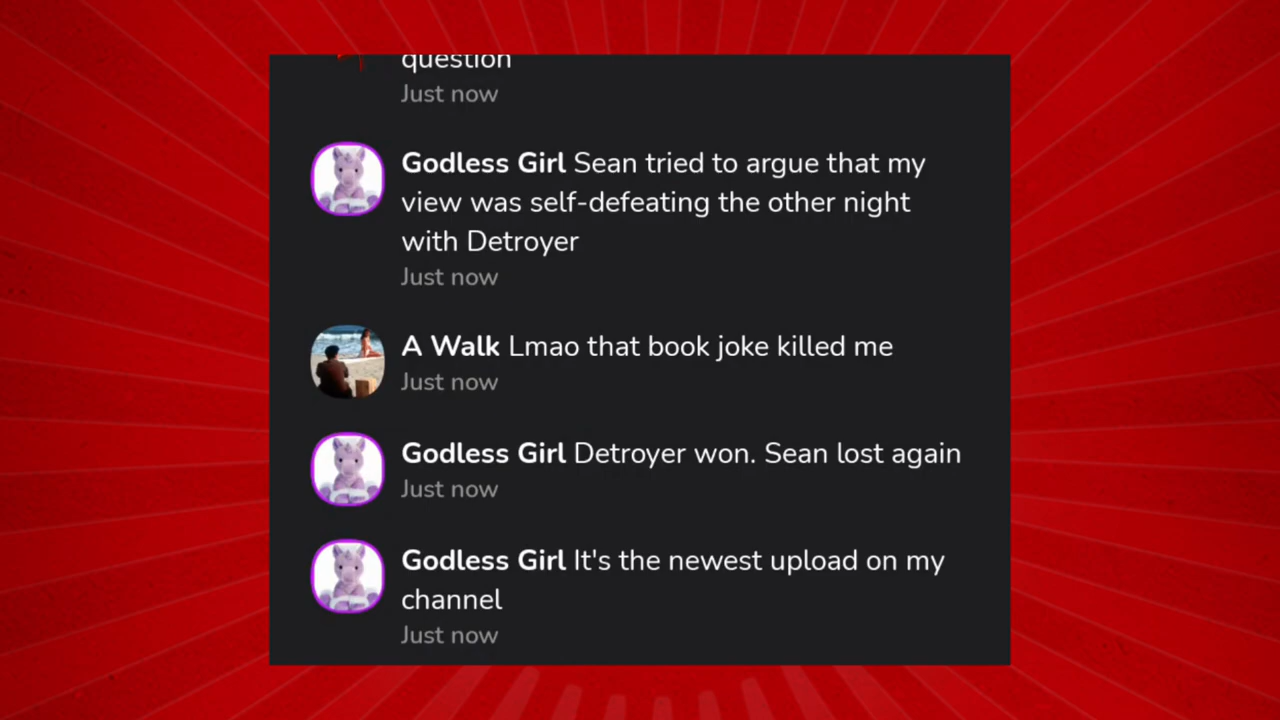 question
Just now
Godless Girl Sean tried to argue that my
view was self-defeating the other night
with Detroyer
Just now
A Walk Lmao that book joke killed me
Just now
Godless Girl Detroyer won. Sean lost again
Just now
Godless Girl It's the newest upload on my
channel
Just now